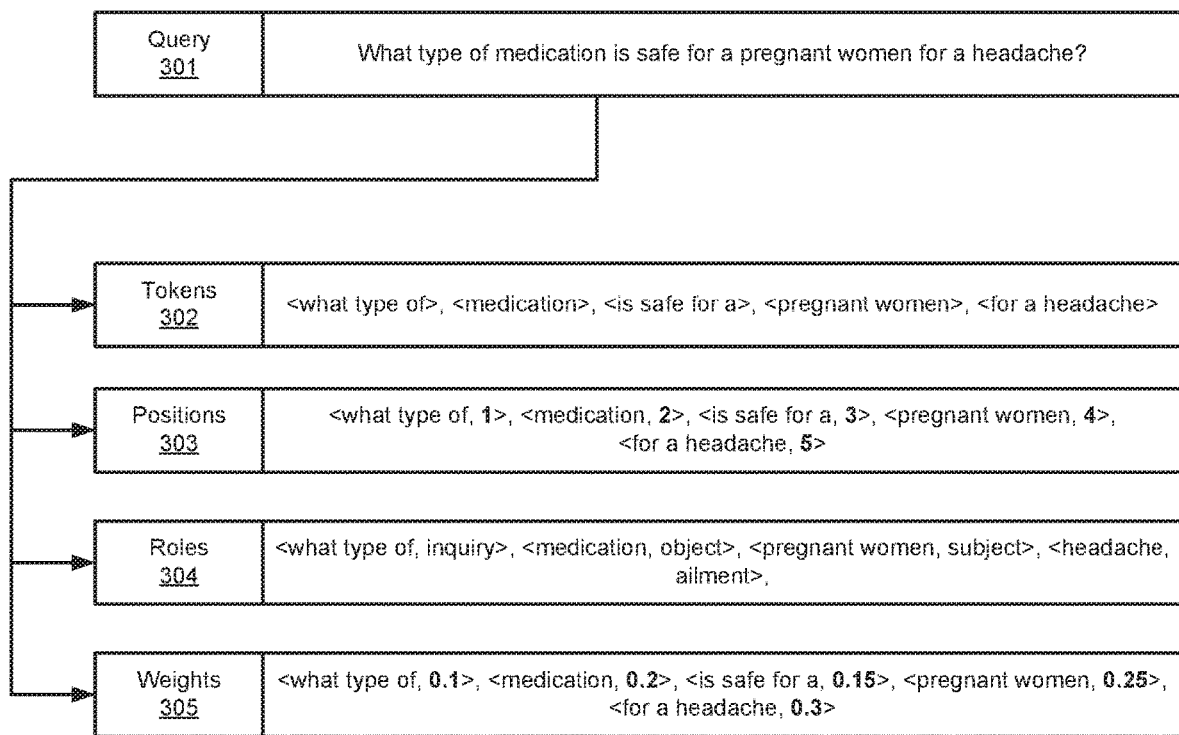 Query
301
What type of medication is safe for a pregnant women for a headache?
Tokens
302
<what type of>, <medication>, <is safe for a>, <pregnant women>, <for a headache>
Positions
303
<what type of, 1>, <medication, 2>, <is safe for a, 3>, <pregnant women, 4>,
<for a headache, 5>
Roles
304
<what type of, inquiry>, <medication, object>, <pregnant women, subject>, <headache,
ailment>,
Weights
305
<what type of, 0.1>, <medication, 0.2>, <is safe for a, 0.15>, <pregnant women, 0.25>,
<for a headache, 0.3>